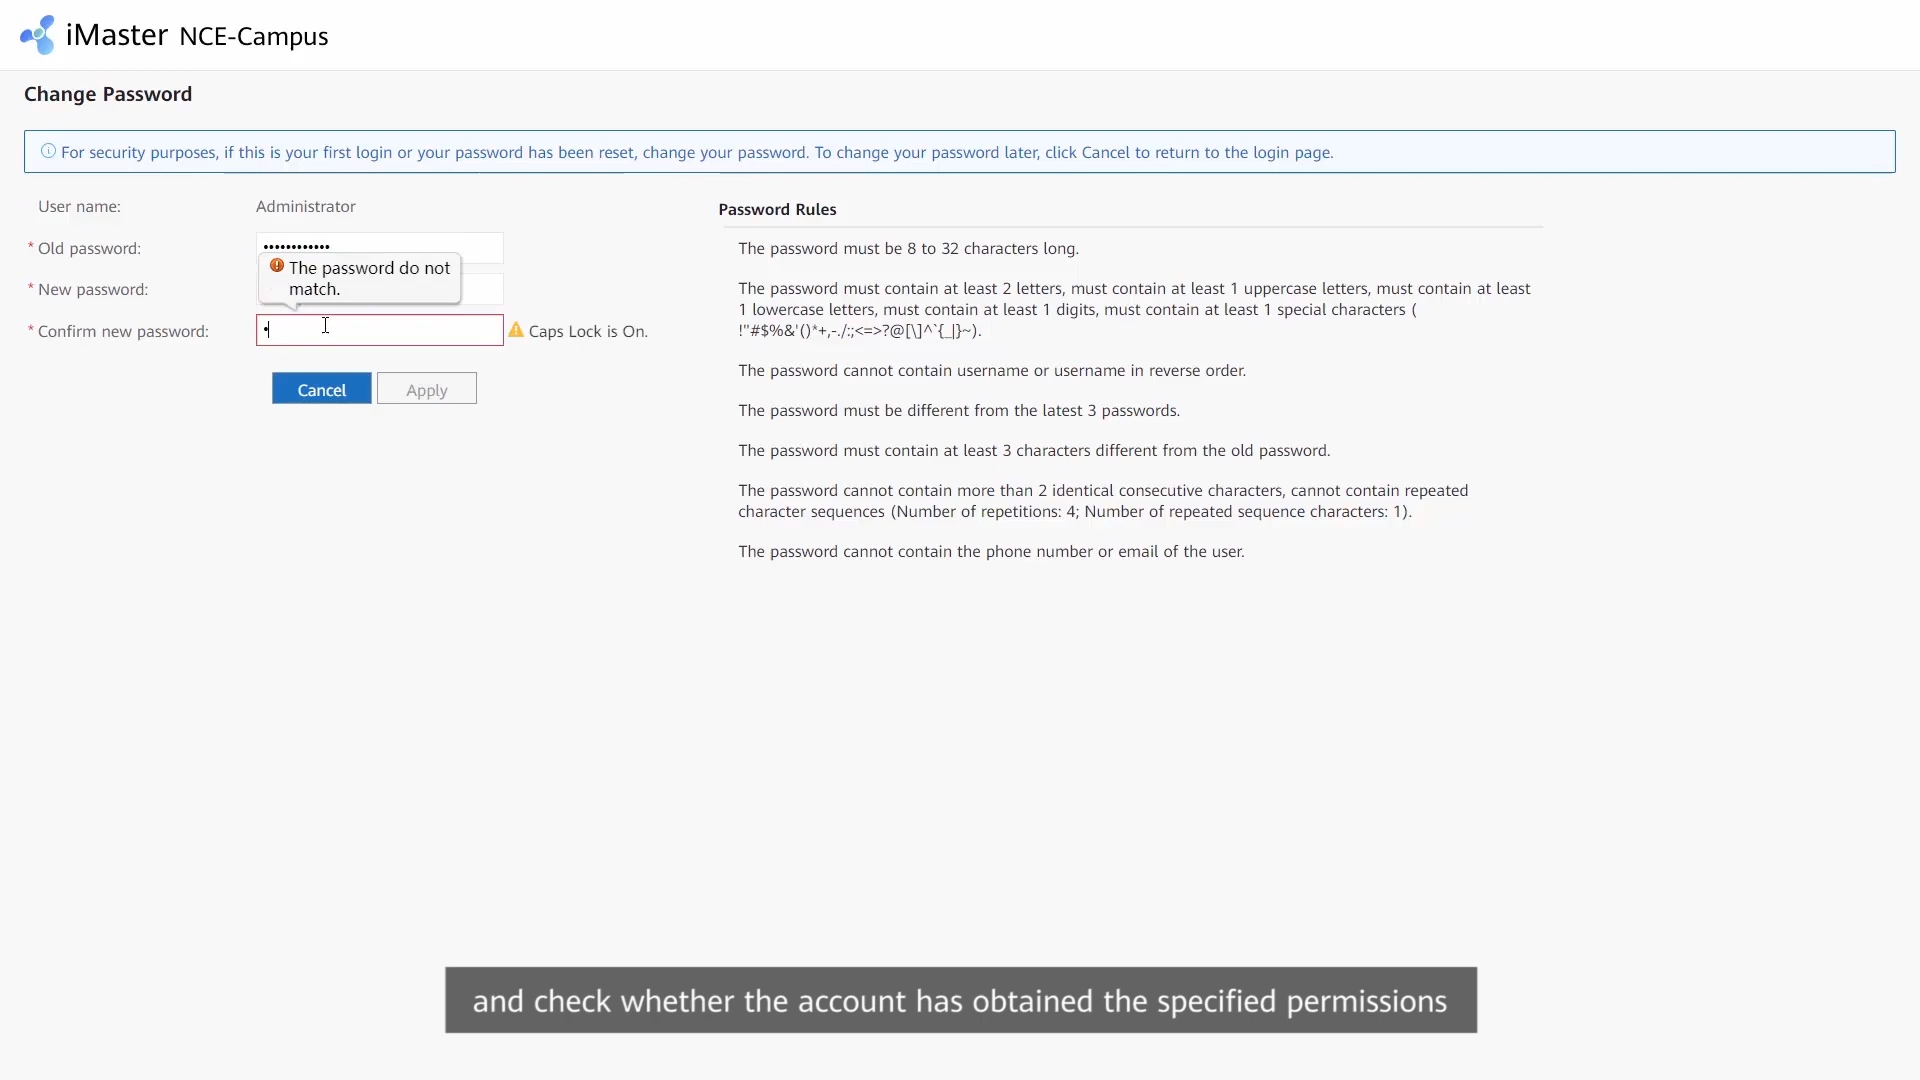 iMaster NCE-Campus
Change Password
For security purposes, if this is your first login or your password has been reset, change your password. To change your password later, click Cancel to return to the login page.
User name: Administrator
* Old password: ••••••••••••
The password do not
match.
* New password:
* Confirm new password: •
Caps Lock is On.
Cancel Apply
Password Rules
The password must be 8 to 32 characters long.
The password must contain at least 2 letters, must contain at least 1 uppercase letters, must contain at least
1 lowercase letters, must contain at least 1 digits, must contain at least 1 special characters (
!"#$%&'()*+,-./:;<=>?@[\]^`{_|}~).
The password cannot contain username or username in reverse order.
The password must be different from the latest 3 passwords.
The password must contain at least 3 characters different from the old password.
The password cannot contain more than 2 identical consecutive characters, cannot contain repeated
character sequences (Number of repetitions: 4; Number of repeated sequence characters: 1).
The password cannot contain the phone number or email of the user.
and check whether the account has obtained the specified permissions